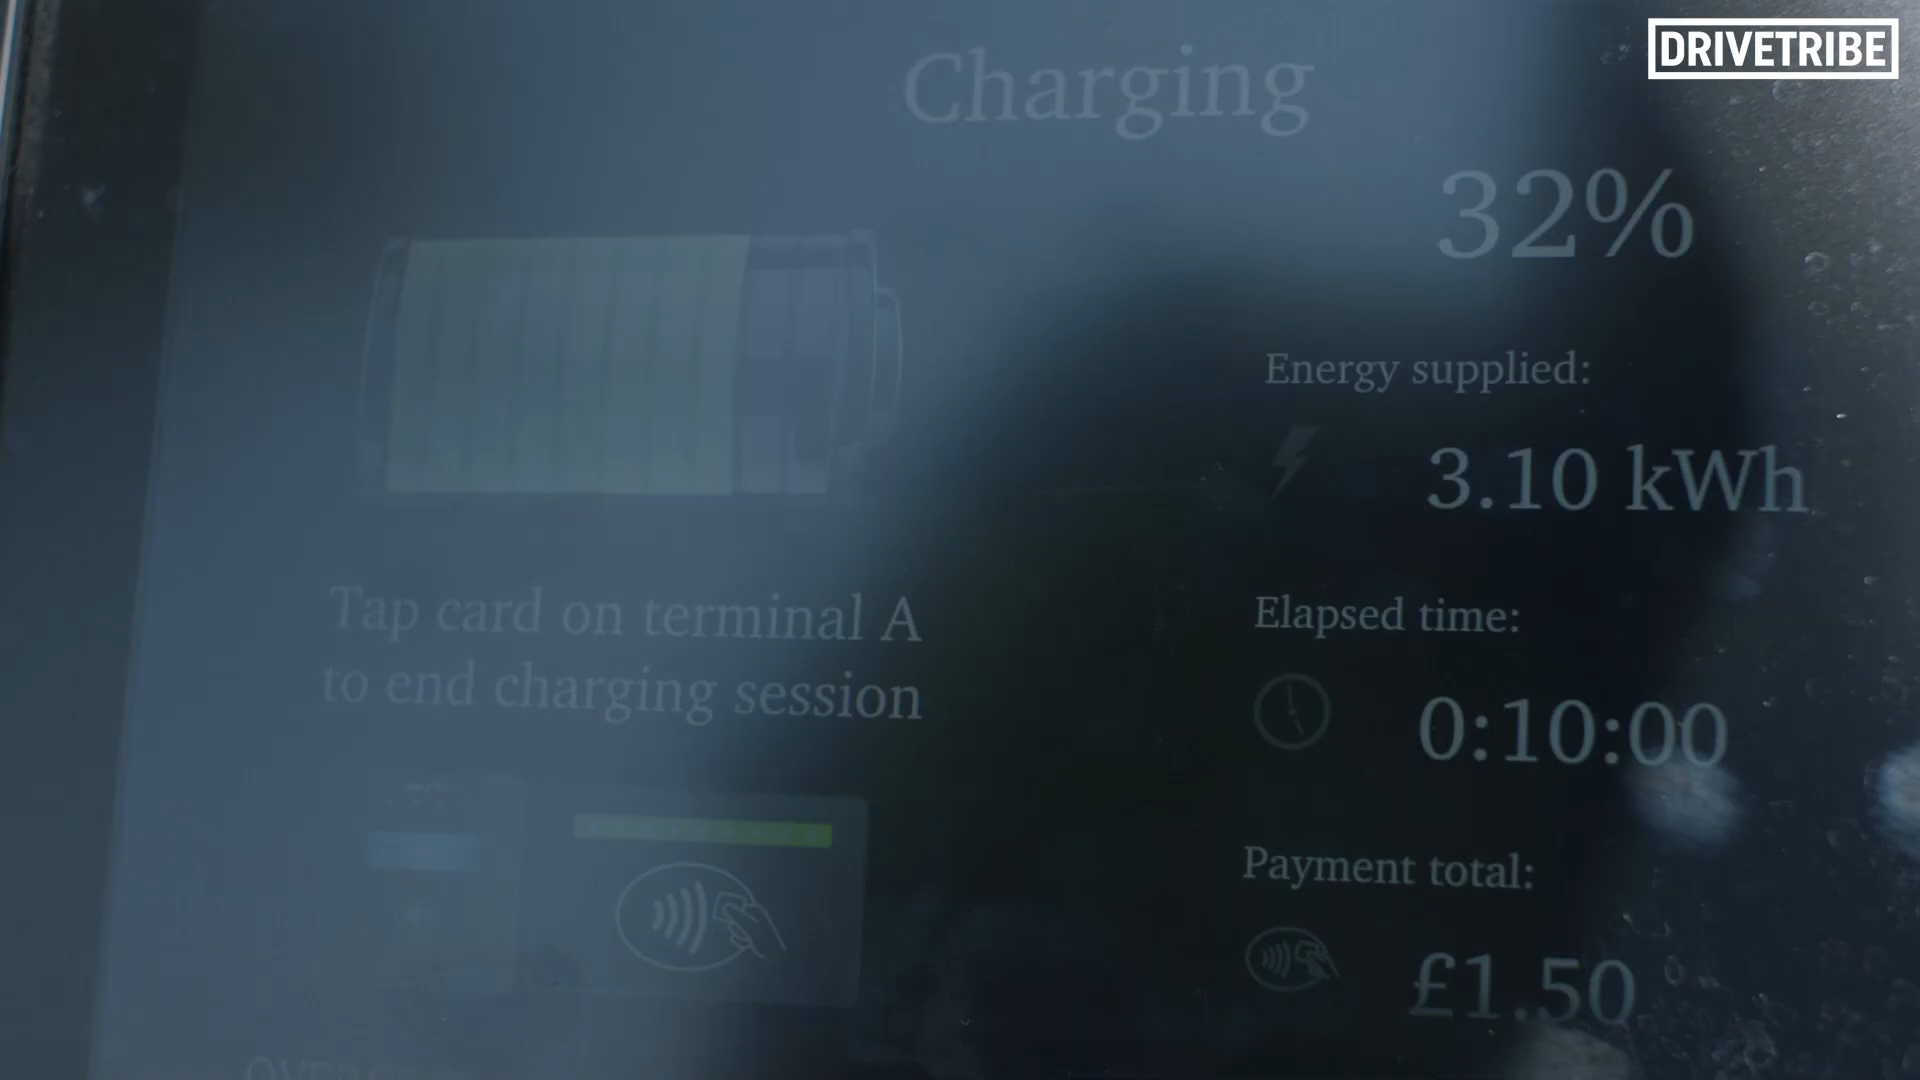 DRIVETRIBE
Charging
32%
Energy supplied:
3.10 kWh
Tap card on terminal A
to end charging session
Elapsed time:
0:10:00
Payment total:
£1.50